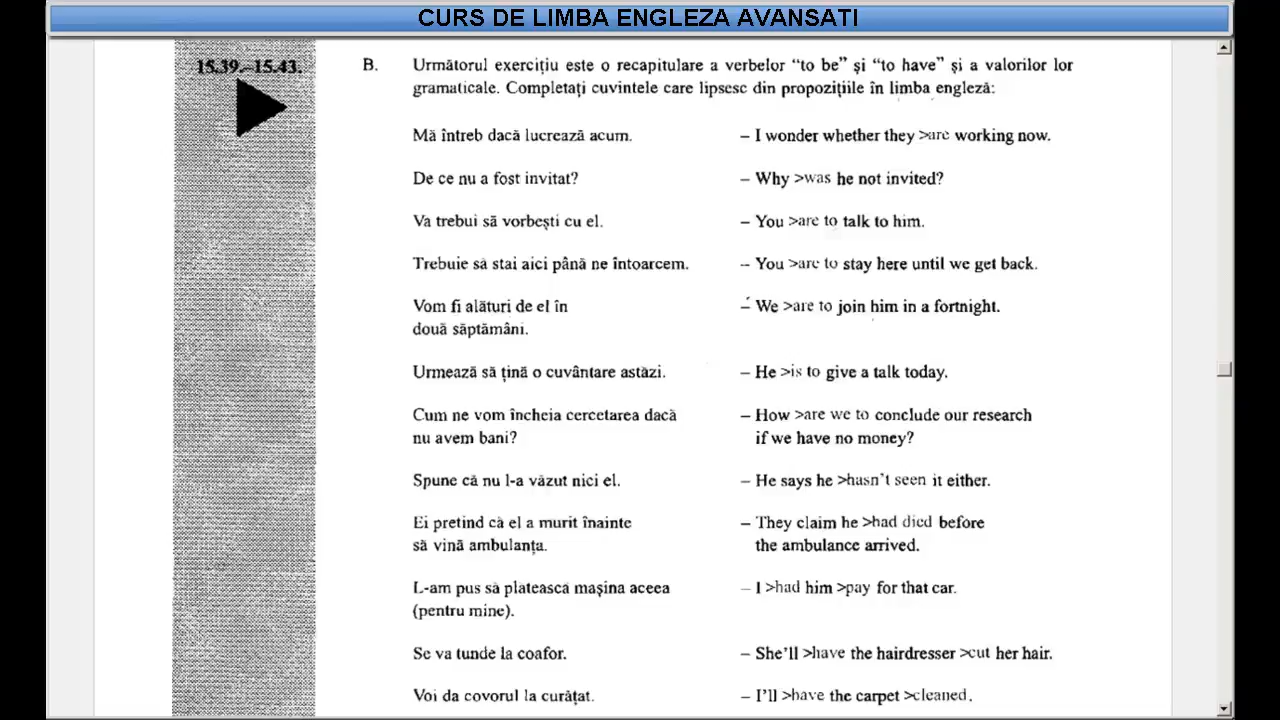 CURS DE LIMBA ENGLEZA AVANSATI
15.39.–15.43.
B. Următorul exercițiu este o recapitulare a verbelor “to be” și “to have” și a valorilor lor
gramaticale. Completați cuvintele care lipsesc din propozițiile în limba engleză:
Mă întreb dacă lucrează acum. – I wonder whether they >are working now.
De ce nu a fost invitat? – Why >was he not invited?
Va trebui să vorbești cu el. – You >are to talk to him.
Trebuie să stai aici până ne întoarcem. – You >are to stay here until we get back.
Vom fi alături de el în – We >are to join him in a fortnight.
două săptămâni.
Urmează să țină o cuvântare astăzi. – He >is to give a talk today.
Cum ne vom încheia cercetarea dacă – How >are we to conclude our research
nu avem bani? if we have no money?
Spune că nu l-a văzut nici el. – He says he >hasn’t seen it either.
Ei pretind că el a murit înainte – They claim he >had died before
să vină ambulanța. the ambulance arrived.
L-am pus să plătească mașina aceea – I >had him >pay for that car.
(pentru mine).
Se va tunde la coafor. – She’ll >have the hairdresser >cut her hair.
Voi da covorul la curățat. – I’ll >have the carpet >cleaned.